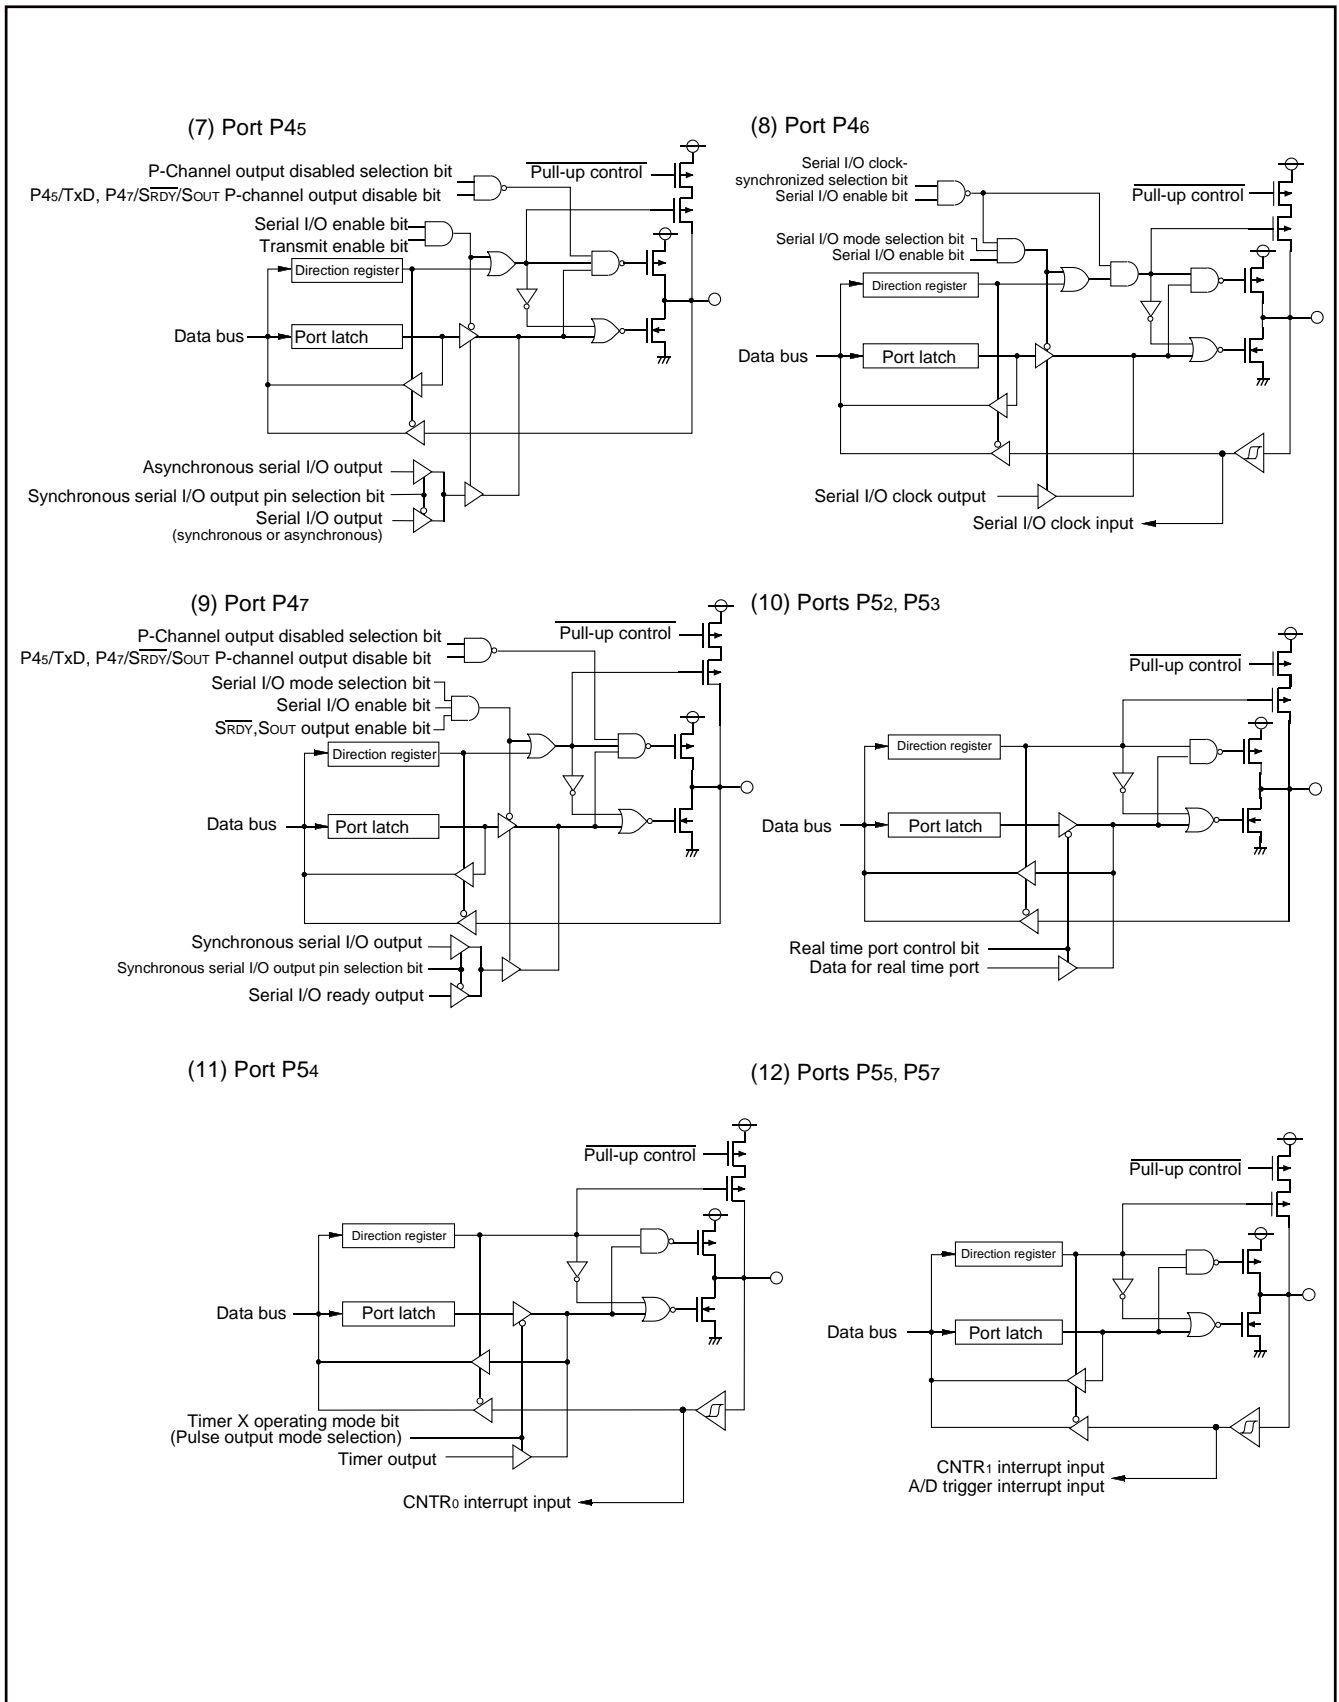 (7) Port P45
P-Channel output disabled selection bit
P45/TxD, P47/SRDY/SOUT P-channel output disable bit
Pull-up control
Serial I/O enable bit
Transmit enable bit
Direction register
Data bus
Port latch
Asynchronous serial I/O output
Synchronous serial I/O output pin selection bit
Serial I/O output
(synchronous or asynchronous)
(8) Port P46
Serial I/O clock-
synchronized selection bit
Serial I/O enable bit
Pull-up control
Serial I/O mode selection bit
Serial I/O enable bit
Direction register
Data bus
Port latch
Serial I/O clock output
Serial I/O clock input
(9) Port P47
P-Channel output disabled selection bit
P45/TxD, P47/SRDY/SOUT P-channel output disable bit
Pull-up control
Serial I/O mode selection bit
Serial I/O enable bit
SRDY,SOUT output enable bit
Direction register
Data bus
Port latch
Synchronous serial I/O output
Synchronous serial I/O output pin selection bit
Serial I/O ready output
(10) Ports P52, P53
Pull-up control
Direction register
Data bus
Port latch
Real time port control bit
Data for real time port
(11) Port P54
Pull-up control
Direction register
Data bus
Port latch
Timer X operating mode bit
(Pulse output mode selection)
Timer output
CNTR0 interrupt input
(12) Ports P55, P57
Pull-up control
Direction register
Data bus
Port latch
CNTR1 interrupt input
A/D trigger interrupt input